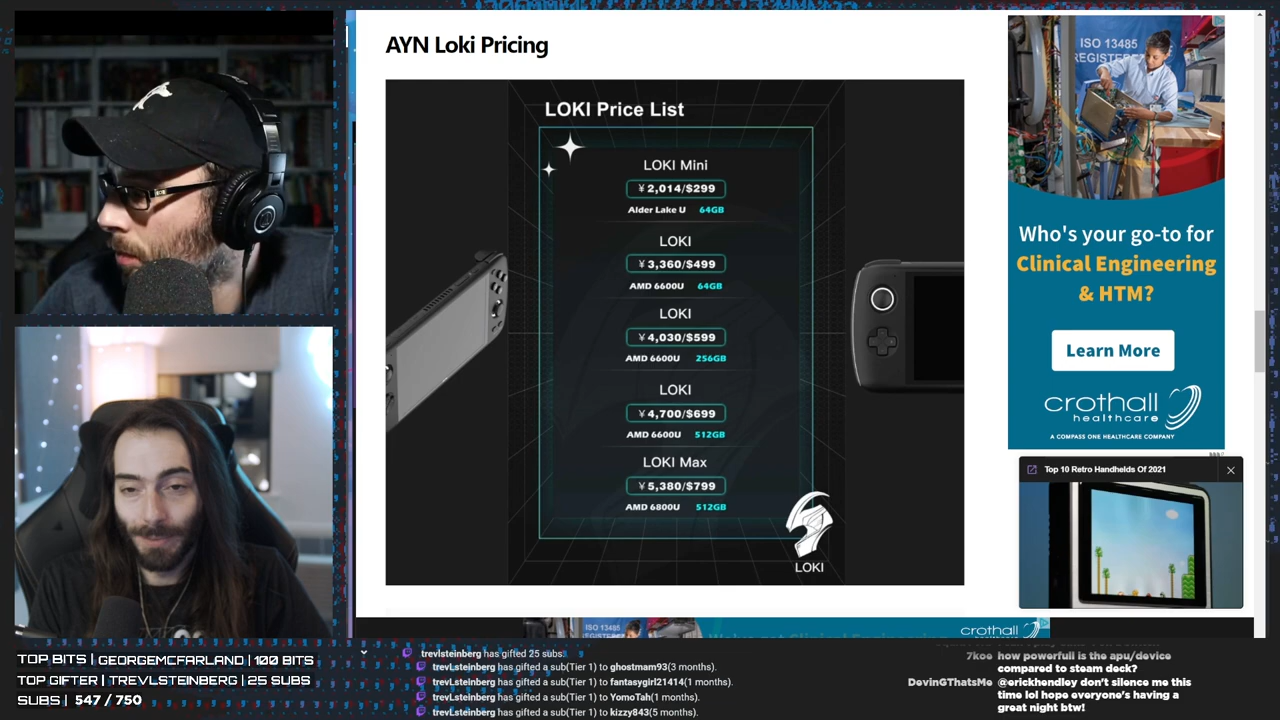 AYN Loki Pricing
LOKI Price List
LOKI Mini
¥2,014/$299
Alder Lake U 64GB
LOKI
¥3,360/$499
AMD 6600U 64GB
LOKI
¥4,030/$599
AMD 6600U 256GB
LOKI
¥4,700/$699
AMD 6600U 512GB
LOKI Max
¥5,380/$799
AMD 6800U 512GB
LOKI
ISO 13485
REGISTERE
Who's your go-to for
Clinical Engineering
& HTM?
Learn More
crothall
healthcare
A COMPASS ONE HEALTHCARE COMPANY
Top 10 Retro Handhelds Of 2021
ISO 13485
crothall
TOP BITS | GEORGEMCFARLAND | 100 BITS
TOP GIFTER | TREVLSTEINBERG | 25 SUBS
SUBS | 547 / 750
trevlsteinberg has gifted 25 subs
trevLsteinberg has gifted a sub(Tier 1) to ghostmam93(3 months).
trevLsteinberg has gifted a sub(Tier 1) to fantasygirl21414(1 months).
trevLsteinberg has gifted a sub(Tier 1) to YomoTah(1 months).
trevLsteinberg has gifted a sub(Tier 1) to kizzy843(5 months).
7koe how powerfull is the apu/device
compared to steam deck?
DevinGThatsMe @erickhendley don't silence me this
time lol hope everyone's having a
great night btw!